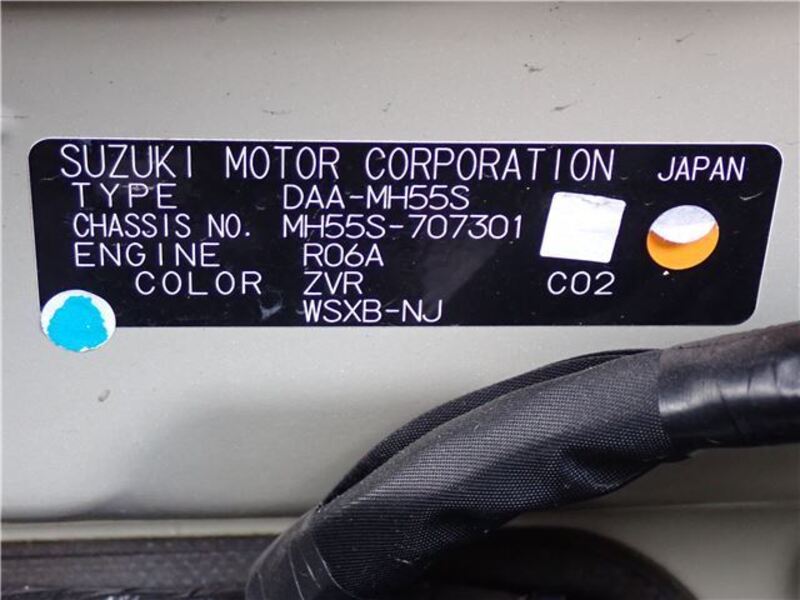 SUZUKI MOTOR CORPORATION JAPAN
TYPE DAA-MH55S
CHASSIS NO. MH55S-707301
ENGINE R06A
COLOR ZVR C02
WSXB-NJ